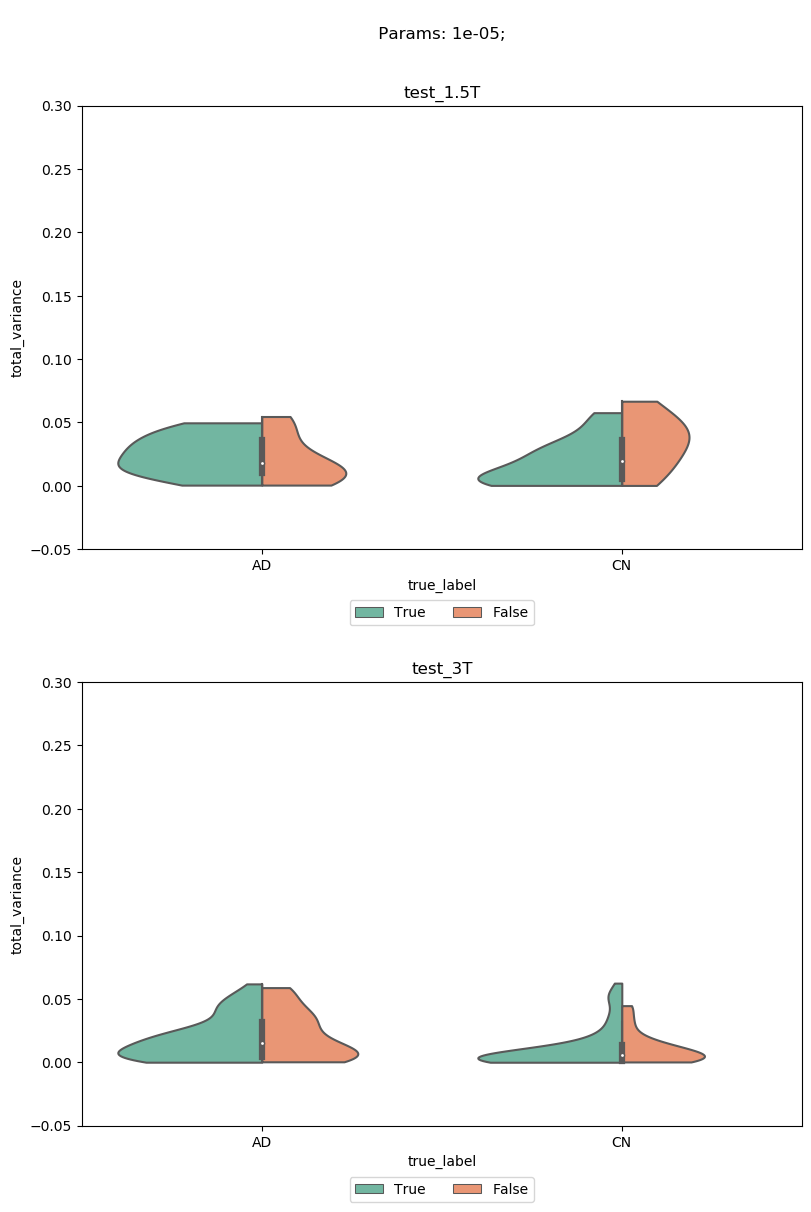 Params: 1e-05;
test_1.5T
0.30
0.25
0.20
0.15
0.10
0.05
0.00
−0.05
total_variance
AD CN
true_label
True False
test_3T
0.30
0.25
0.20
0.15
0.10
0.05
0.00
−0.05
total_variance
AD CN
true_label
True False